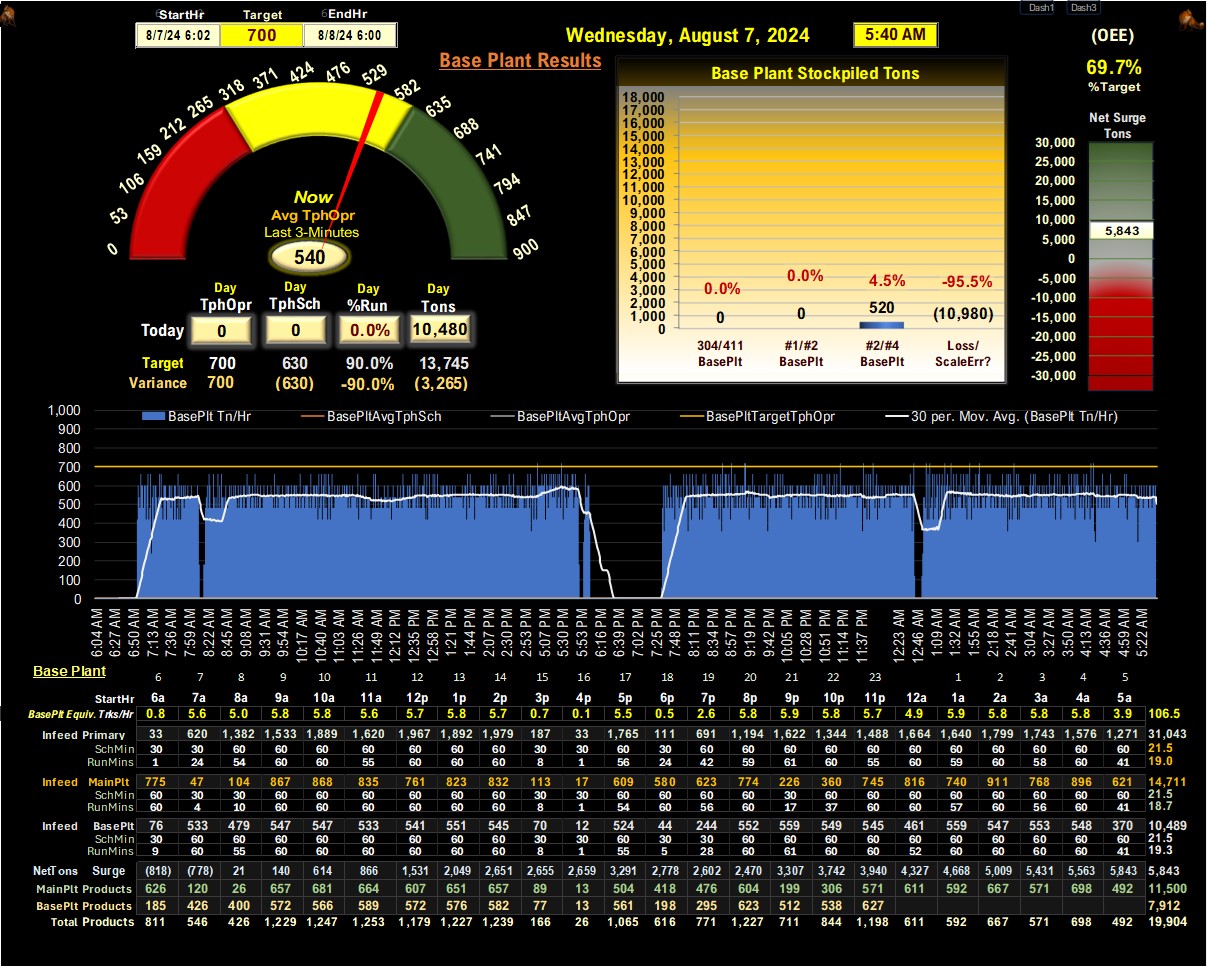 StartHr Target EndHr Dash1 Dash3
8/7/24 6:02 700 8/8/24 6:00 Wednesday, August 7, 2024 5:40 AM (OEE)
Base Plant Results
69.7%
%Target
Base Plant Stockpiled Tons
0 53 106 159 212 265 318 371 424 476 529 582 635 688 741 794 847 900
Now
Avg TphOpr
Last 3-Minutes
540
18,000
17,000
16,000
15,000
14,000
13,000
12,000
11,000
10,000
9,000
8,000
7,000
6,000
5,000
4,000
3,000
2,000
1,000
0
0.0% 0.0% 4.5% -95.5%
0 0 520 (10,980)
304/411 #1/#2 #2/#4 Loss/
BasePlt BasePlt BasePlt ScaleErr?
Net Surge
Tons
30,000
25,000
20,000
15,000
10,000
5,843
5,000
0
-5,000
-10,000
-15,000
-20,000
-25,000
-30,000
Day Day Day Day
TphOpr TphSch %Run Tons
Today 0 0 0.0% 10,480
Target 700 630 90.0% 13,745
Variance 700 (630) -90.0% (3,265)
BasePlt Tn/Hr BasePltAvgTphSch BasePltAvgTphOpr BasePltTargetTphOpr 30 per. Mov. Avg. (BasePlt Tn/Hr)
1,000
900
800
700
600
500
400
300
200
100
0
6:04 AM 6:27 AM 6:50 AM 7:13 AM 7:36 AM 7:59 AM 8:22 AM 8:45 AM 9:08 AM 9:31 AM 9:54 AM 10:17 AM 10:40 AM 11:03 AM 11:26 AM 11:49 AM 12:12 PM 12:35 PM 12:58 PM 1:21 PM 1:44 PM 2:07 PM 2:30 PM 2:53 PM 3:16 PM 5:07 PM 5:30 PM 5:53 PM 6:16 PM 6:39 PM 7:02 PM 7:25 PM 7:48 PM 8:11 PM 8:34 PM 8:57 PM 9:19 PM 9:42 PM 10:05 PM 10:28 PM 10:51 PM 11:14 PM 11:37 PM 12:23 AM 12:46 AM 1:09 AM 1:32 AM 1:55 AM 2:18 AM 2:41 AM 3:04 AM 3:27 AM 3:50 AM 4:13 AM 4:36 AM 4:59 AM 5:22 AM
Base Plant 6 7 8 9 10 11 12 13 14 15 16 17 18 19 20 21 22 23 1 2 3 4 5
StartHr 6a 7a 8a 9a 10a 11a 12p 1p 2p 3p 4p 5p 6p 7p 8p 9p 10p 11p 12a 1a 2a 3a 4a 5a
BasePlt Equiv. Trks/Hr 0.8 5.6 5.0 5.8 5.8 5.6 5.7 5.8 5.7 0.7 0.1 5.5 0.5 2.6 5.8 5.9 5.8 5.7 4.9 5.9 5.8 5.8 5.8 3.9 106.5
Infeed Primary 33 620 1,382 1,533 1,889 1,620 1,967 1,892 1,979 187 33 1,765 111 691 1,194 1,622 1,344 1,488 1,664 1,640 1,799 1,743 1,576 1,271 31,043
SchMin 30 30 60 60 60 60 60 60 60 30 30 60 30 60 60 60 60 60 60 60 60 60 60 60 21.5
RunMins 1 24 54 60 60 55 60 60 60 8 1 56 24 42 59 61 60 55 60 59 60 58 60 41 19.0
Infeed MainPlt 775 47 104 867 868 835 761 823 832 113 17 609 580 623 774 226 360 745 816 740 911 768 896 621 14,711
SchMin 60 30 30 60 60 60 60 60 60 30 30 60 60 60 60 30 60 60 60 60 60 60 60 60 21.5
RunMins 60 4 10 60 60 60 60 60 60 8 1 54 60 56 60 17 37 60 60 57 60 56 60 41 18.7
Infeed BasePlt 76 533 479 547 547 533 541 551 545 70 12 524 44 244 552 559 549 545 461 559 547 553 548 370 10,489
SchMin 30 30 60 60 60 60 60 60 60 30 30 60 30 30 60 60 60 60 60 60 60 60 60 60 21.5
RunMins 9 60 55 60 60 60 60 60 60 8 1 55 5 28 60 61 60 60 52 60 60 60 60 41 19.3
NetTons Surge (818) (778) 21 140 614 866 1,531 2,049 2,651 2,655 2,659 3,291 2,778 2,602 2,470 3,307 3,742 3,940 4,327 4,668 5,009 5,431 5,563 5,843 5,843
MainPlt Products 626 120 26 657 681 664 607 651 657 89 13 504 418 476 604 199 306 571 611 592 667 571 698 492 11,500
BasePlt Products 185 426 400 572 566 589 572 576 582 77 13 561 198 295 623 512 538 627 7,912
Total Products 811 546 426 1,229 1,247 1,253 1,179 1,227 1,239 166 26 1,065 616 771 1,227 711 844 1,198 611 592 667 571 698 492 19,904